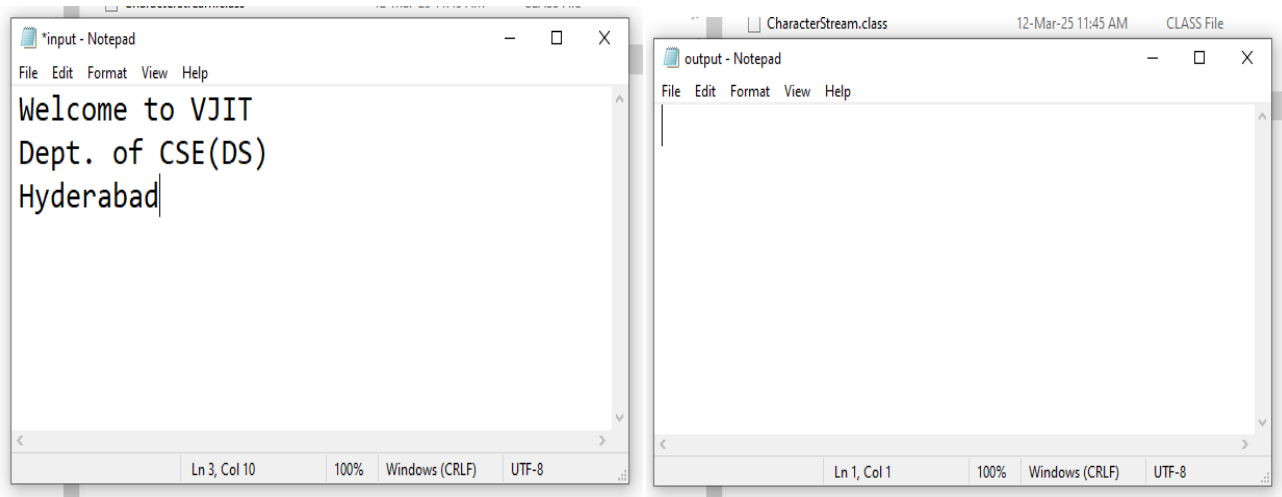 CharacterStream.class 12-Mar-25 11:45 AM CLASS File
*input - Notepad
File Edit Format View Help
Welcome to VJIT
Dept. of CSE(DS)
Hyderabad
Ln 3, Col 10 100% Windows (CRLF) UTF-8
output - Notepad
File Edit Format View Help
Ln 1, Col 1 100% Windows (CRLF) UTF-8